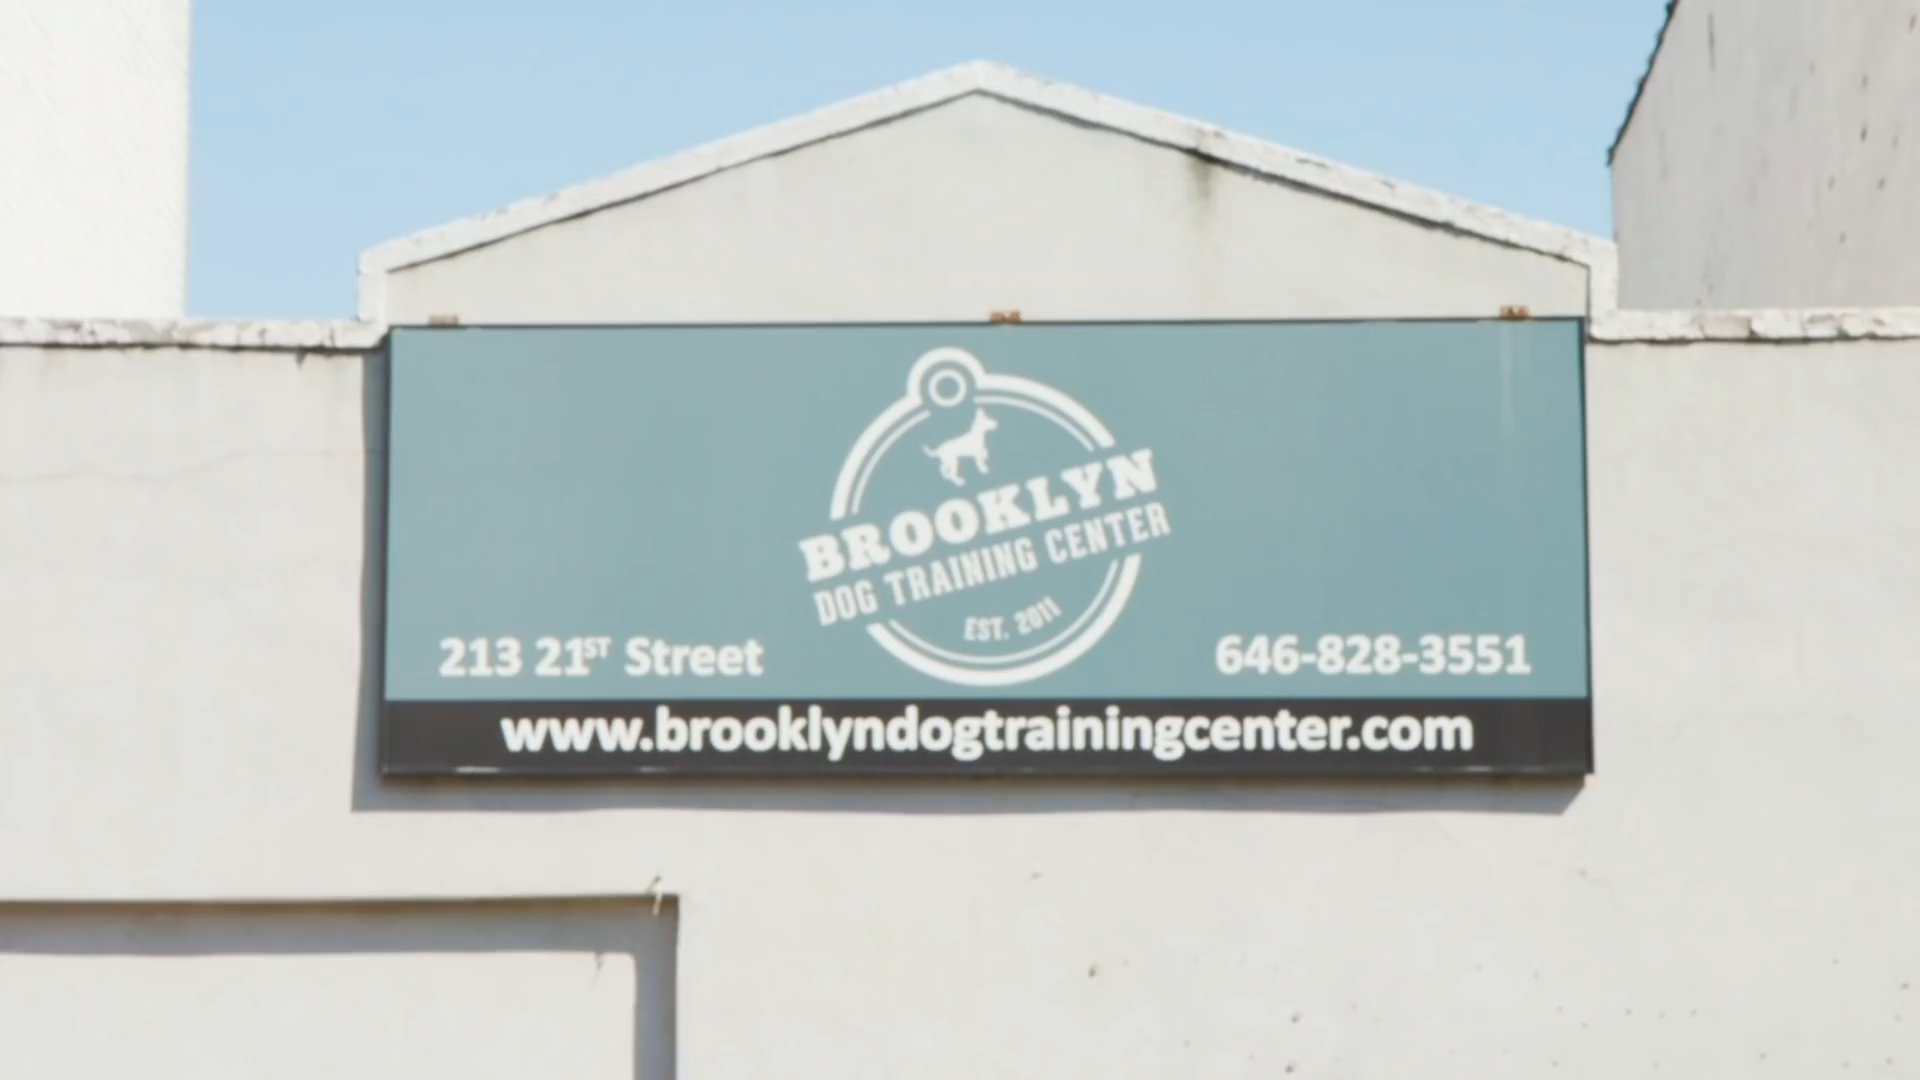 BROOKLYN
DOG TRAINING CENTER
EST. 2011
213 21ST Street
646-828-3551
www.brooklyndogtrainingcenter.com